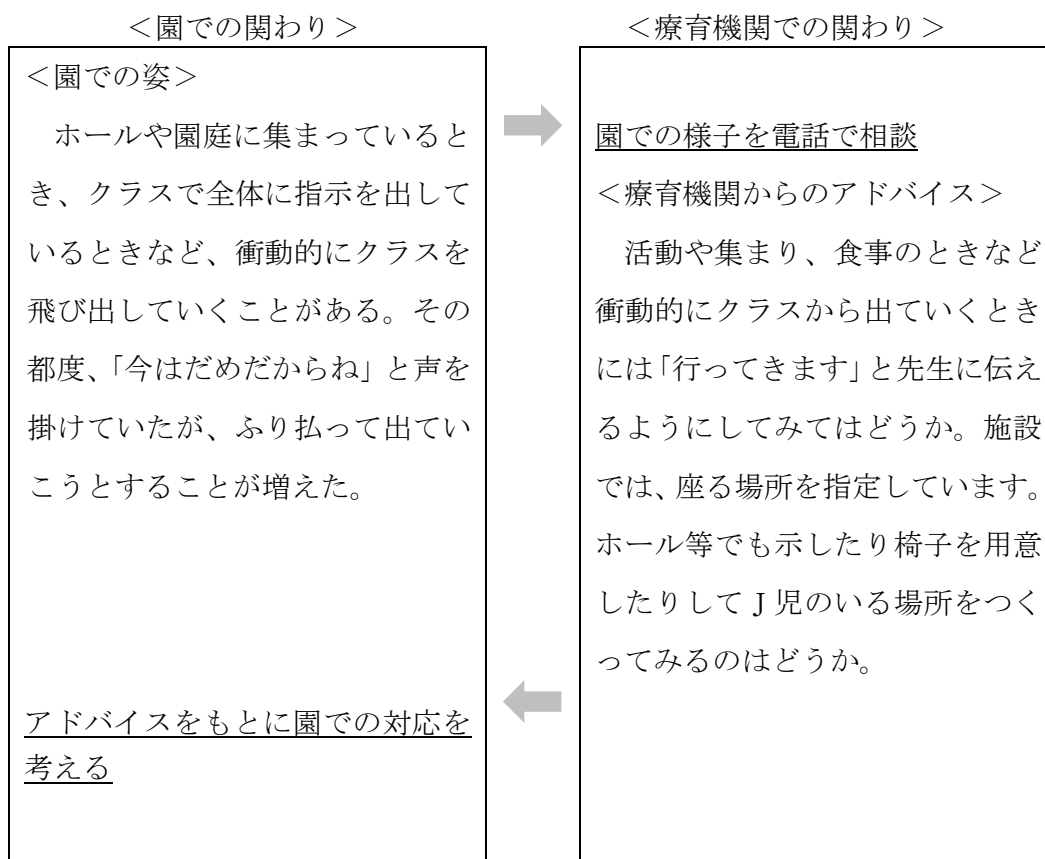 ＜園での関わり＞
＜園での姿＞
ホールや園庭に集まっていると
き、クラスで全体に指示を出して
いるときなど、衝動的にクラスを
飛び出していくことがある。その
都度、「今はだめだからね」と声を
掛けていたが、ふり払って出てい
こうとすることが増えた。
アドバイスをもとに園での対応を
考える
＜療育機関での関わり＞
園での様子を電話で相談
＜療育機関からのアドバイス＞
活動や集まり、食事のときなど
衝動的にクラスから出ていくとき
には「行ってきます」と先生に伝え
るようにしてみてはどうか。施設
では、座る場所を指定しています。
ホール等でも示したり椅子を用意
したりしてJ児のいる場所をつく
ってみるのはどうか。